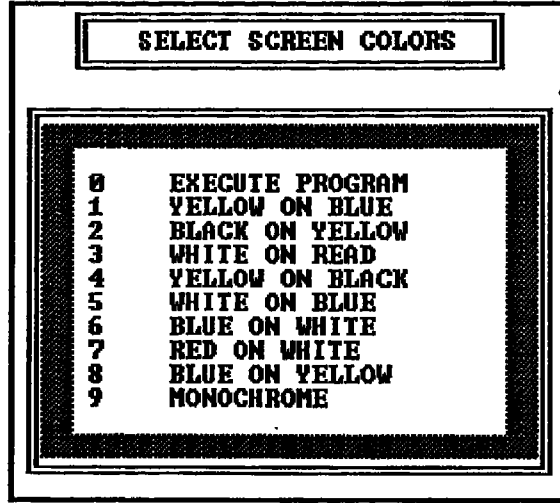 SELECT SCREEN COLORS
0 EXECUTE PROGRAM
1 YELLOW ON BLUE
2 BLACK ON YELLOW
3 WHITE ON READ
4 YELLOW ON BLACK
5 WHITE ON BLUE
6 BLUE ON WHITE
7 RED ON WHITE
8 BLUE ON YELLOW
9 MONOCHROME